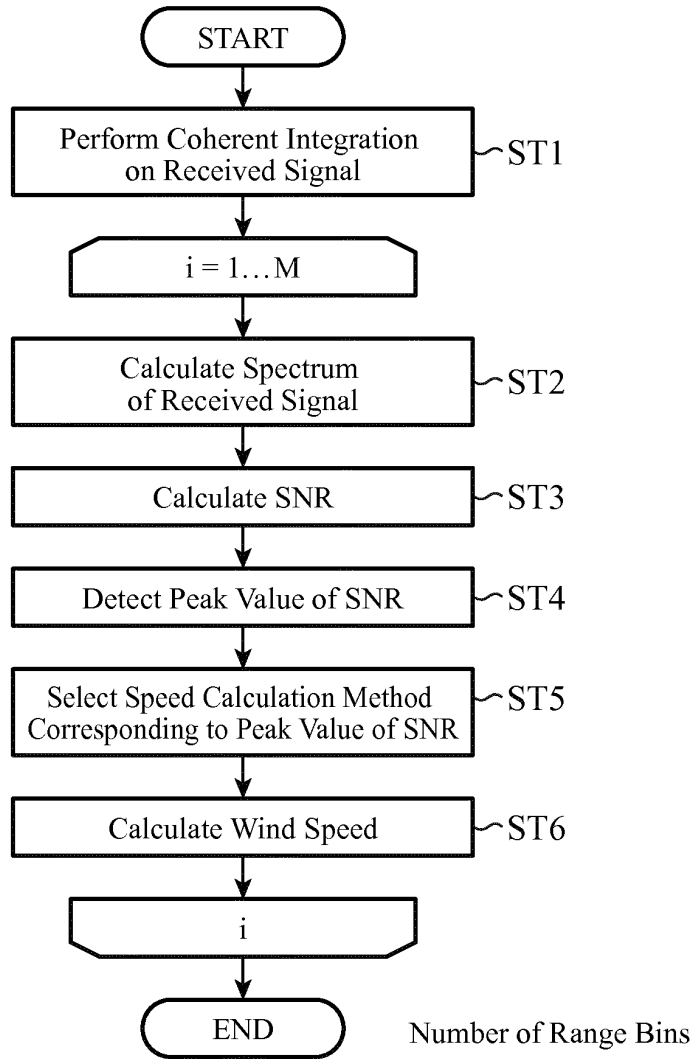 START
Perform Coherent Integration
on Received Signal
ST1
i = 1...M
Calculate Spectrum
of Received Signal
ST2
Calculate SNR
ST3
Detect Peak Value of SNR
ST4
Select Speed Calculation Method
Corresponding to Peak Value of SNR
ST5
Calculate Wind Speed
ST6
i
END
Number of Range Bins